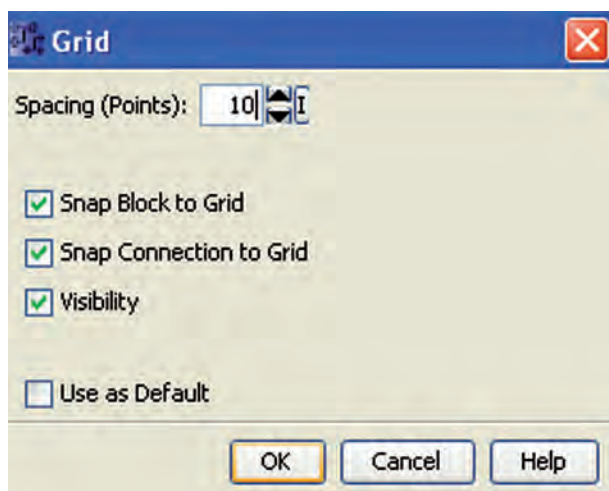 Grid
Spacing (Points): 10 I
Snap Block to Grid
Snap Connection to Grid
Visibility
Use as Default
OK Cancel Help